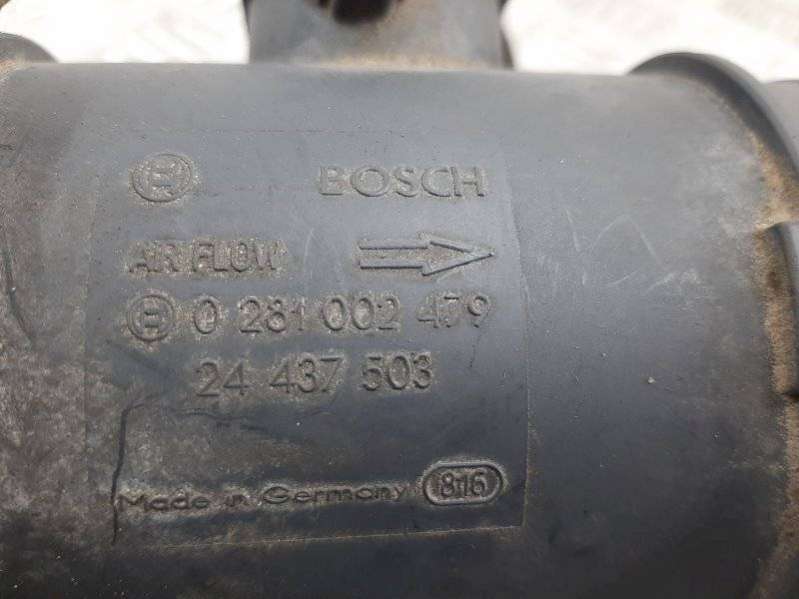 BOSCH
AIR FLOW
0 281 002 479
24 437 503
Made in Germany 816